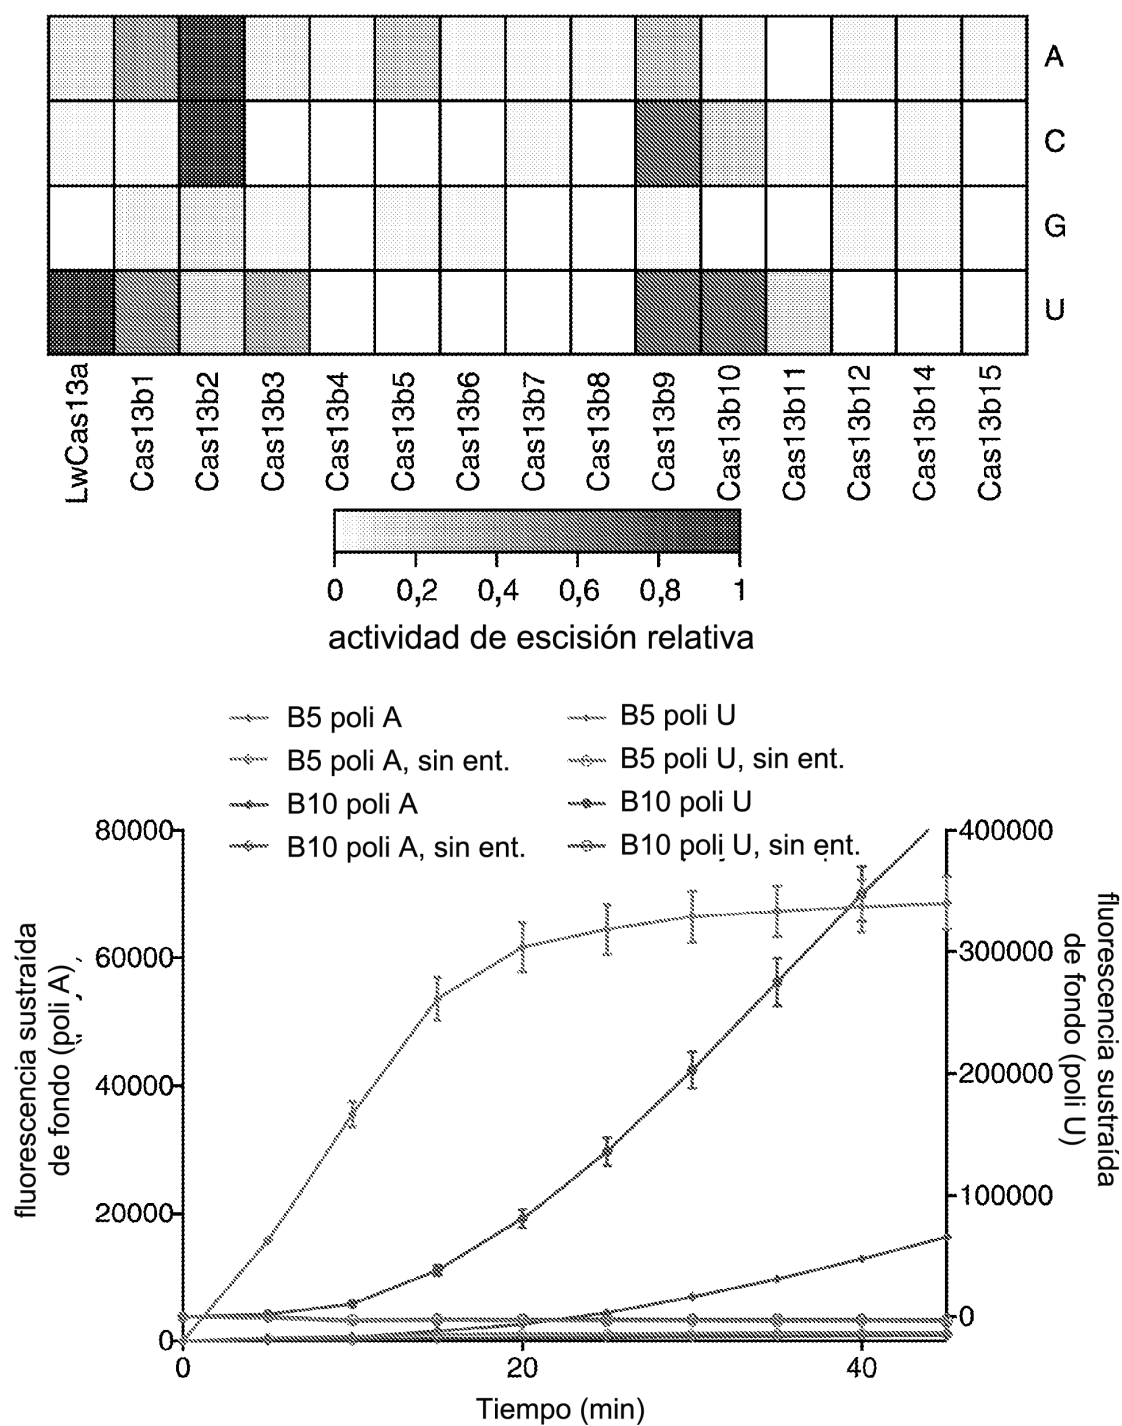 A
C
G
U
LwCas13a
Cas13b1
Cas13b2
Cas13b3
Cas13b4
Cas13b5
Cas13b6
Cas13b7
Cas13b8
Cas13b9
Cas13b10
Cas13b11
Cas13b12
Cas13b14
Cas13b15
0 0,2 0,4 0,6 0,8 1
actividad de escisión relativa
B5 poli A
B5 poli A, sin ent.
B10 poli A
B10 poli A, sin ent.
B5 poli U
B5 poli U, sin ent.
B10 poli U
B10 poli U, sin ent.
fluorescencia sustraída
de fondo (poli A)
80000
60000
40000
20000
0
400000
300000
200000
100000
0
fluorescencia sustraída
de fondo (poli U)
0 20 40
Tiempo (min)